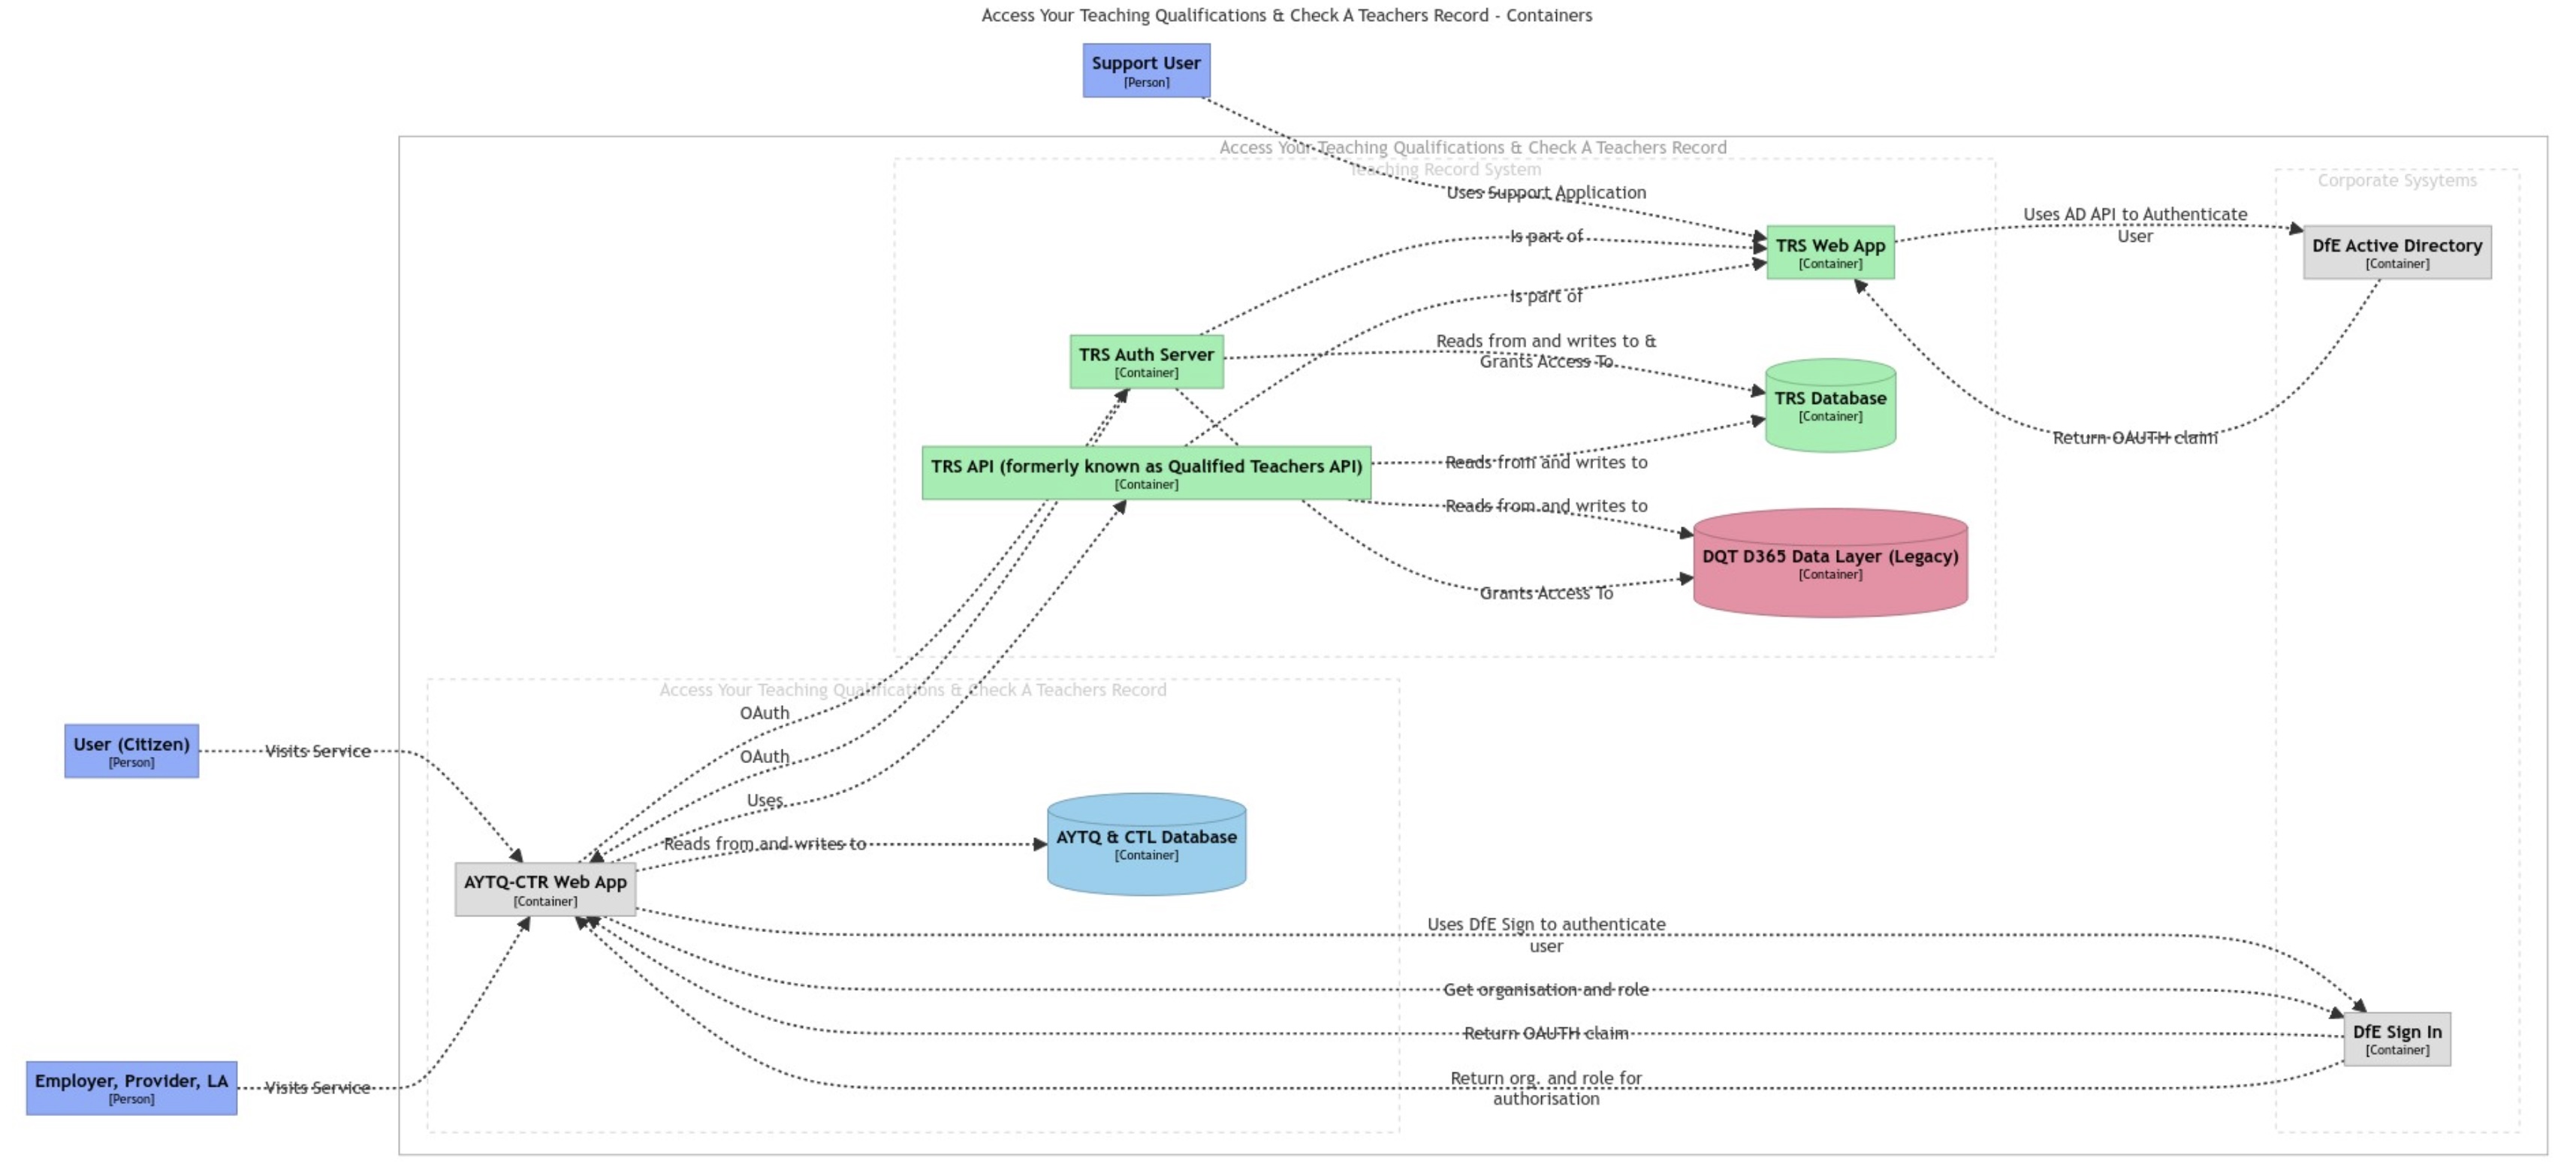 Access Your Teaching Qualifications & Check A Teachers Record - Containers
Support User
[Person]
Access Your Teaching Qualifications & Check A Teachers Record
Teaching Record System
Corporate Sysytems
Uses Support Application
Is part of
TRS Web App
[Container]
Uses AD API to Authenticate
User
DfE Active Directory
[Container]
Is part of
TRS Auth Server
[Container]
Reads from and writes to &
Grants Access To
TRS Database
[Container]
Return OAUTH claim
TRS API (formerly known as Qualified Teachers API)
[Container]
Reads from and writes to
Reads from and writes to
DQT D365 Data Layer (Legacy)
[Container]
Grants Access To
Access Your Teaching Qualifications & Check A Teachers Record
OAuth
User (Citizen)
[Person]
Visits Service
OAuth
Uses
Reads from and writes to
AYTQ & CTL Database
[Container]
AYTQ-CTR Web App
[Container]
Uses DfE Sign to authenticate
user
Get organisation and role
Return OAUTH claim
DfE Sign In
[Container]
Employer, Provider, LA
[Person]
Visits Service
Return org. and role for
authorisation